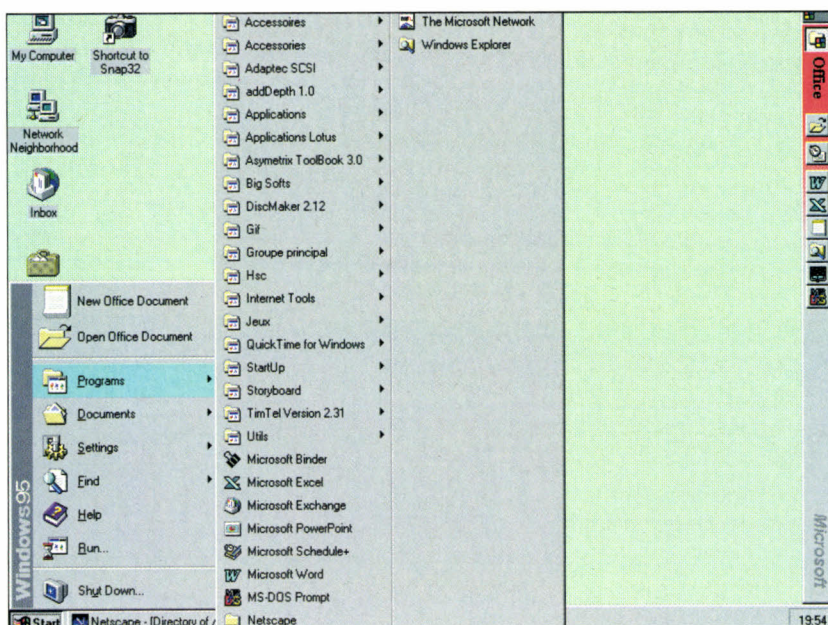 My Computer
Shortcut to
Snap32
Network
Neighborhood
Inbox
New Office Document
Open Office Document
Programs
Documents
Settings
Find
Help
Run...
Shut Down...
Windows95
Accessoires
Accessories
Adaptec SCSI
addDepth 1.0
Applications
Applications Lotus
Asymetrix ToolBook 3.0
Big Softs
DiscMaker 2.12
Gif
Groupe principal
Hsc
Internet Tools
Jeux
QuickTime for Windows
StartUp
Storyboard
TimTel Version 2.31
Utils
Microsoft Binder
Microsoft Excel
Microsoft Exchange
Microsoft PowerPoint
Microsoft Schedule+
Microsoft Word
MS-DOS Prompt
Netscape
The Microsoft Network
Windows Explorer
Office
Microsoft
Start
Netscape - [Directory of
19:54